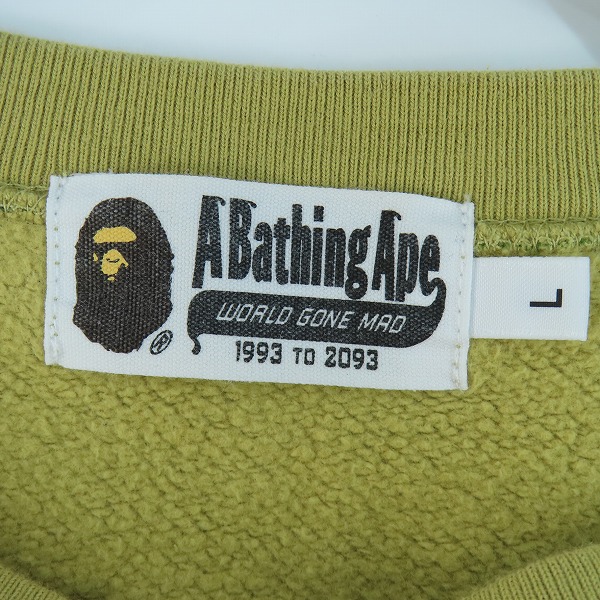 A Bathing Ape
WORLD GONE MAD
1993 TO 2093
®
L